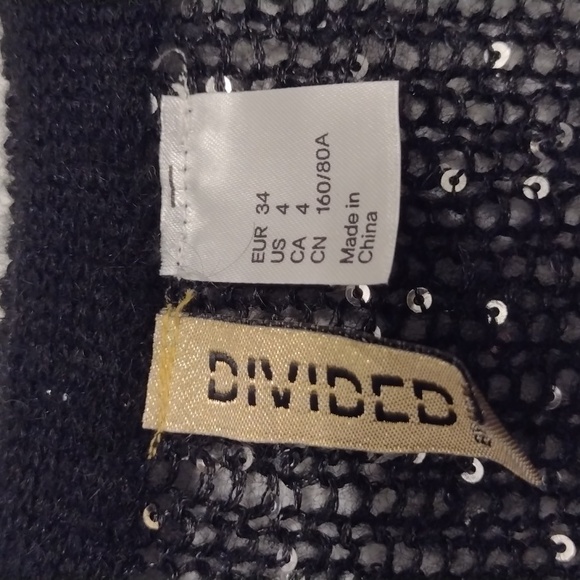 EUR 34
US 4
CA 4
CN 160/80A
Made in
China
DIVIDED